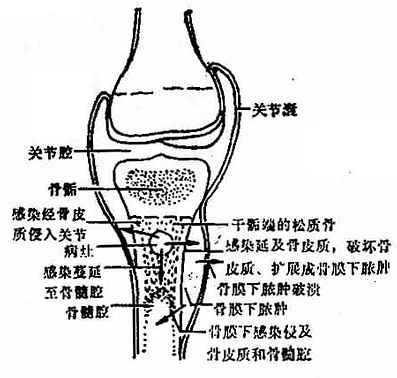 关节囊
关节腔
骨骺
感染经骨皮
质侵入关节
病灶
感染蔓延
至骨髓腔
骨髓腔
干骺端的松质骨
感染延及骨皮质，破坏骨
皮质、扩展成骨膜下脓肿
骨膜下脓肿破溃
骨膜下脓肿
骨膜下感染侵及
骨皮质和骨髓腔